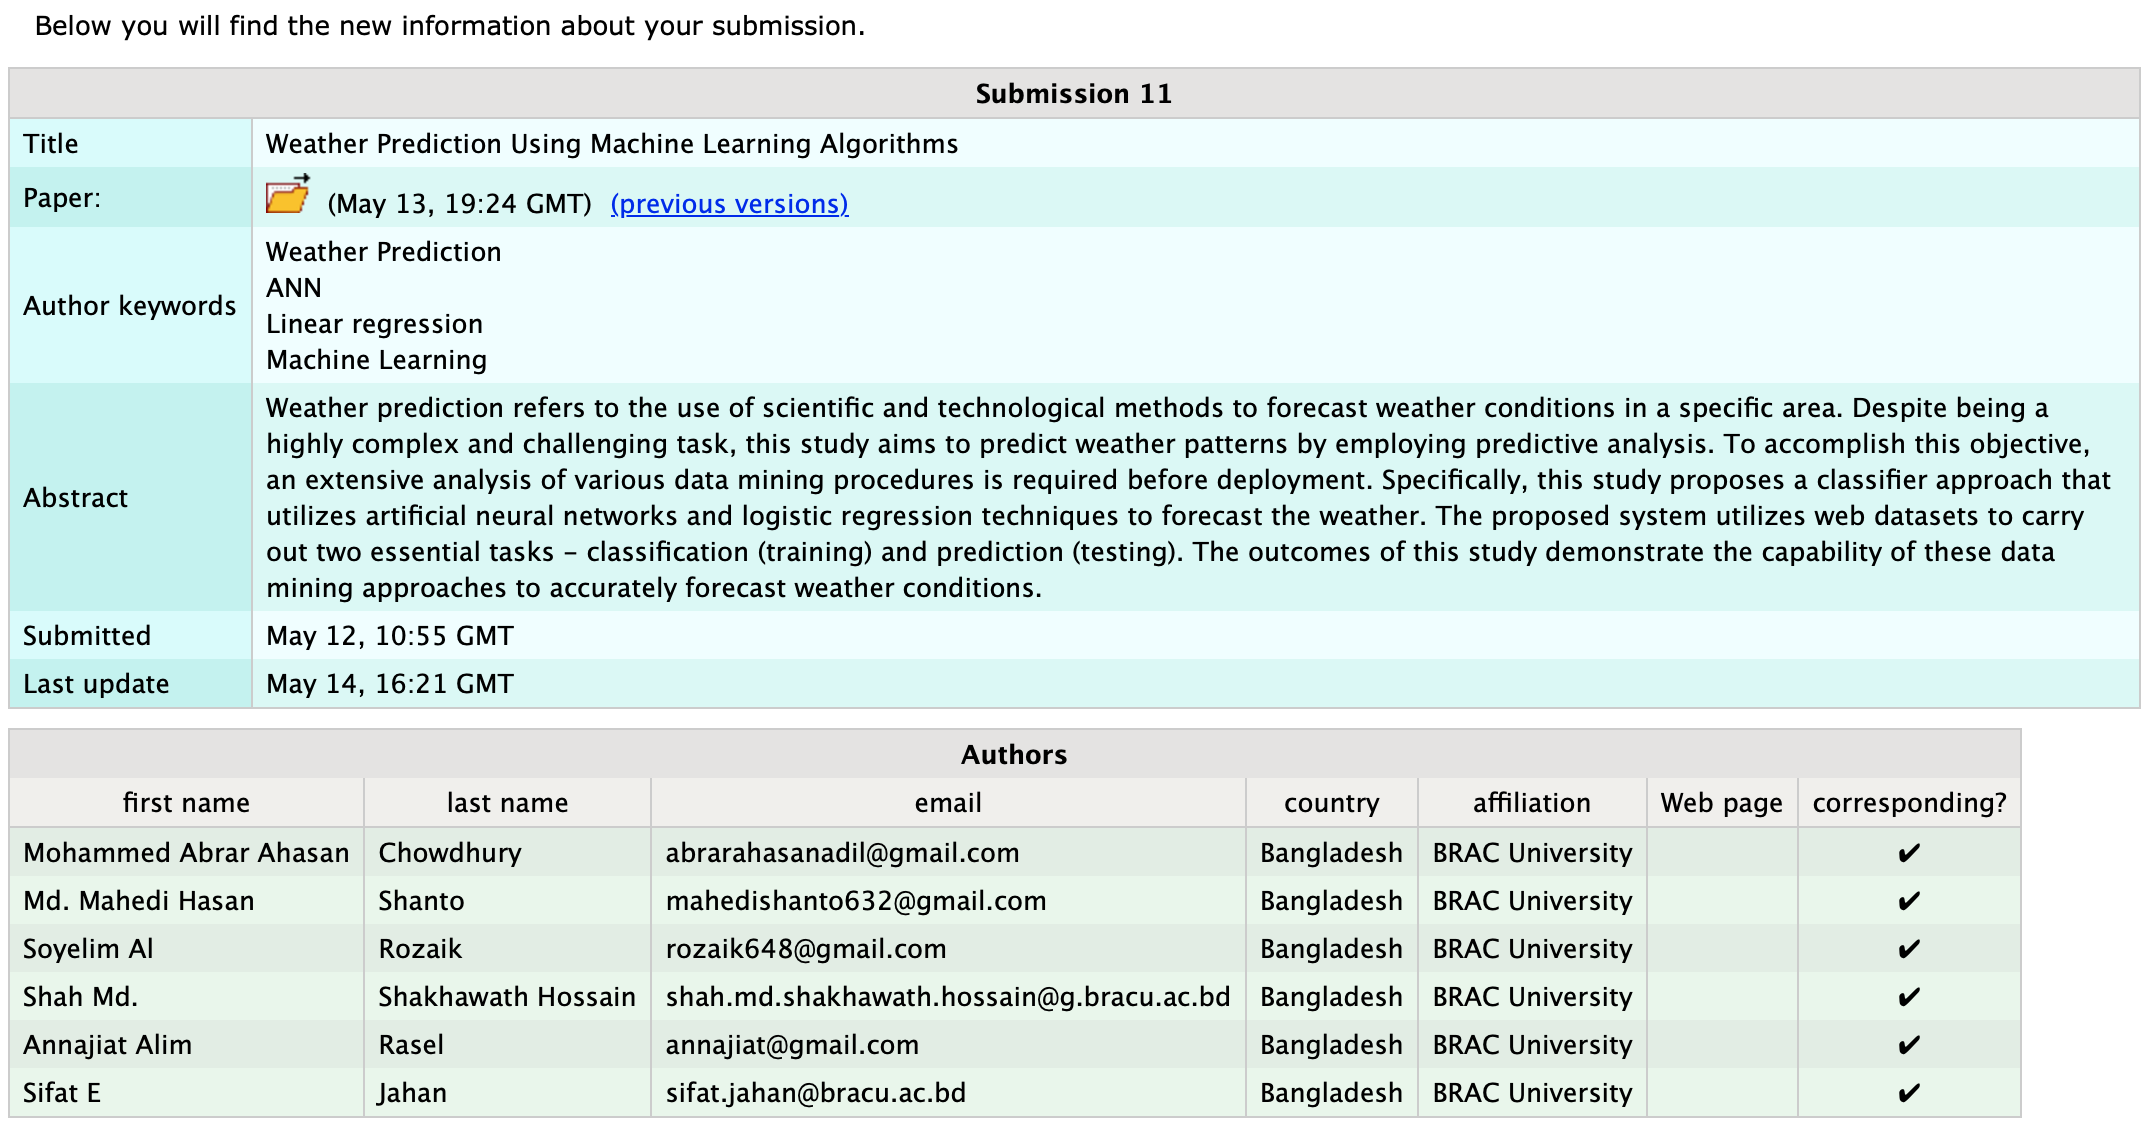 Below you will find the new information about your submission.
Submission 11
Title Weather Prediction Using Machine Learning Algorithms
Paper: (May 13, 19:24 GMT) (previous versions)
Author keywords
Weather Prediction
ANN
Linear regression
Machine Learning
Abstract
Weather prediction refers to the use of scientific and technological methods to forecast weather conditions in a specific area. Despite being a
highly complex and challenging task, this study aims to predict weather patterns by employing predictive analysis. To accomplish this objective,
an extensive analysis of various data mining procedures is required before deployment. Specifically, this study proposes a classifier approach that
utilizes artificial neural networks and logistic regression techniques to forecast the weather. The proposed system utilizes web datasets to carry
out two essential tasks – classification (training) and prediction (testing). The outcomes of this study demonstrate the capability of these data
mining approaches to accurately forecast weather conditions.
Submitted May 12, 10:55 GMT
Last update May 14, 16:21 GMT
Authors
first name last name email country affiliation Web page corresponding?
Mohammed Abrar Ahasan Chowdhury abrarahasanadil@gmail.com Bangladesh BRAC University ✔
Md. Mahedi Hasan Shanto mahedishanto632@gmail.com Bangladesh BRAC University ✔
Soyelim Al Rozaik rozaik648@gmail.com Bangladesh BRAC University ✔
Shah Md. Shakhawath Hossain shah.md.shakhawath.hossain@g.bracu.ac.bd Bangladesh BRAC University ✔
Annajiat Alim Rasel annajiat@gmail.com Bangladesh BRAC University ✔
Sifat E Jahan sifat.jahan@bracu.ac.bd Bangladesh BRAC University ✔